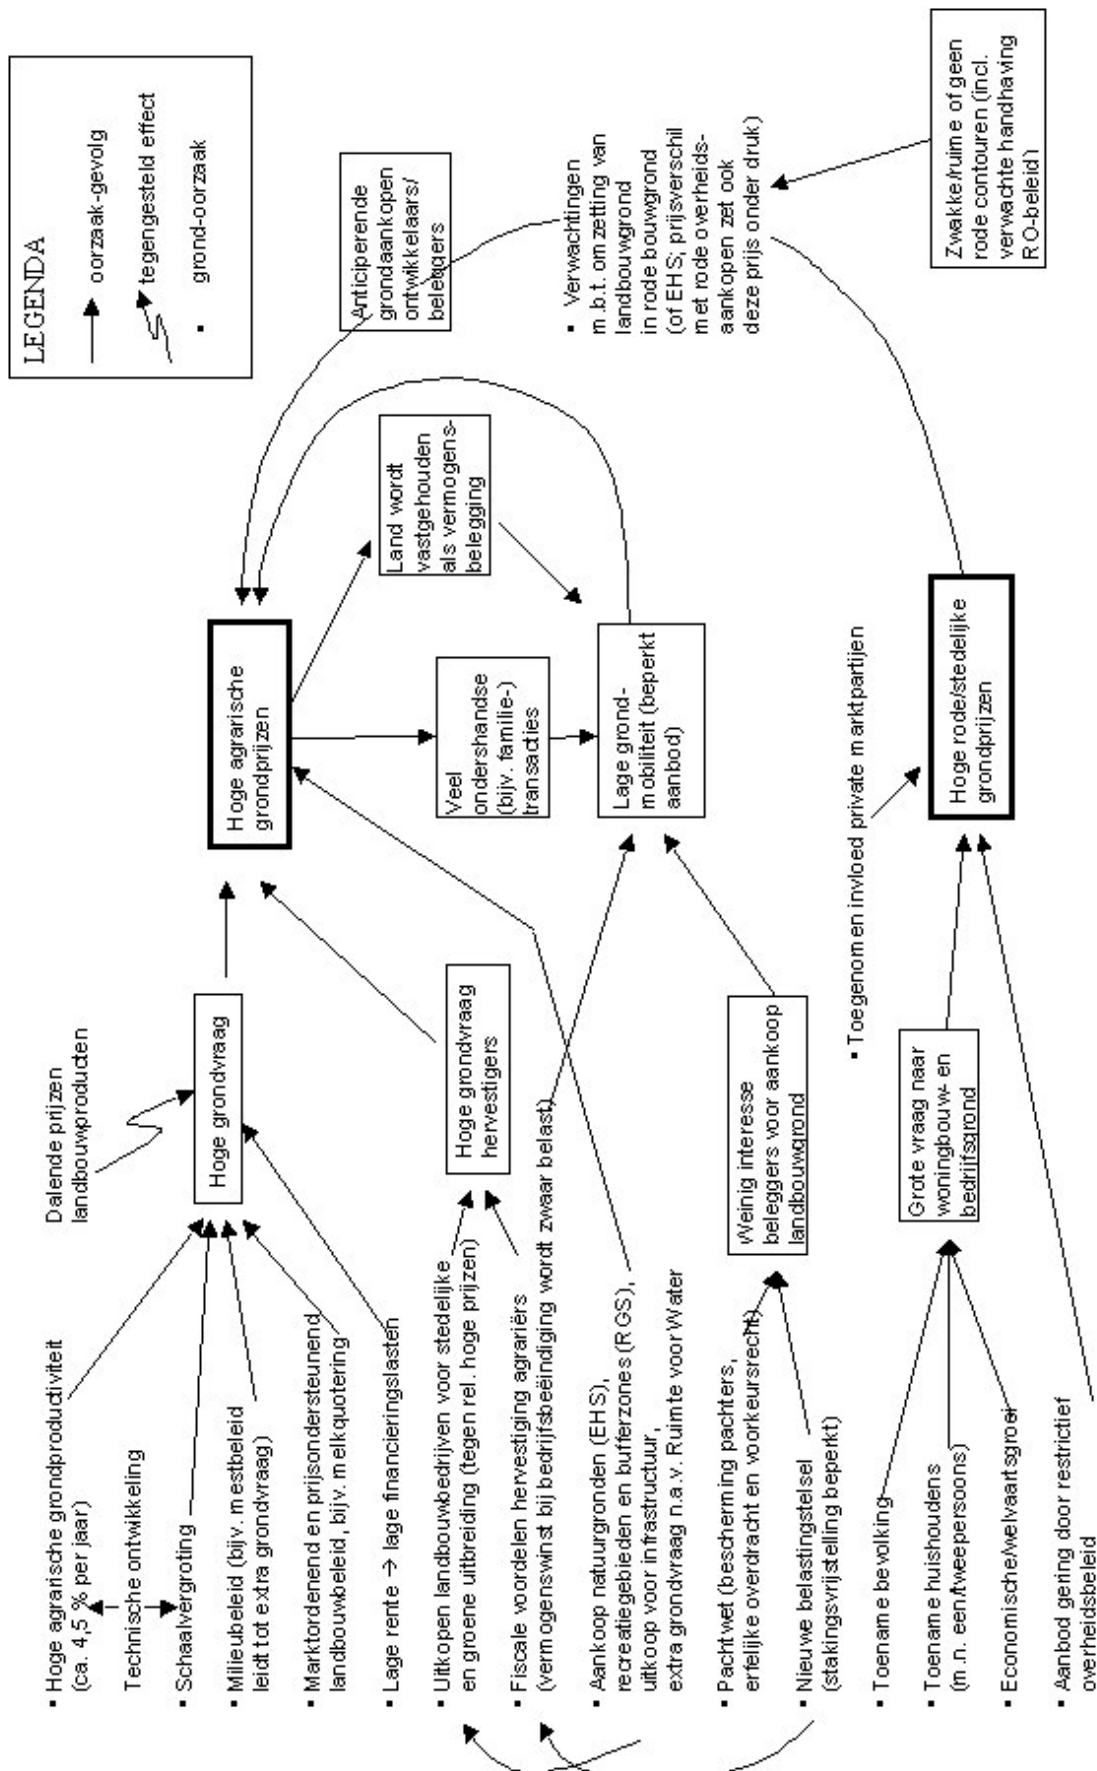 LEGENDA
oorzaak-gevolg
tegengesteld effect
▪ grond-oorzaak
Dalende prijzen
landbouwproducten
▪ Hoge agrarische grondproductiviteit
(ca. 4,5 % per jaar)
Technische ontwikkeling
▪ Schaalvergroting
▪ Milieubeleid (bijv. mestbeleid
leidt tot extra grondvraag)
▪ Marktordenend en prijsondersteunend
landbouwbeleid, bijv. melkquotering
▪ Lage rente → lage financieringslasten
▪ Uitkopen landbouwbedrijven voor stedelijke
en groene uitbreiding (tegen rel. hoge prijzen)
▪ Fiscale voordelen hervestiging agrariërs
(vermogenswinst bij bedrijfsbeëindiging wordt zwaar belast)
▪ Aankoop natuurgronden (EHS),
recreatiegebieden en bufferzones (RGS),
uitkoop voor infrastructuur,
extra grondvraag n.a.v. Ruimte voor Water
▪ Pachtwet (bescherming pachters,
erfelijke overdracht en voorkeursrecht)
▪ Nieuwe belastingstelsel
(stakingsvrijstelling beperkt)
▪ Toename bevolking
▪ Toename huishoudens
(m.n. een/tweepersoons)
▪ Economische/welvaartsgroei
▪ Aanbod gering door restrictief
overheidsbeleid
Hoge grondvraag
Hoge grondvraag
hervestigers
Weinig interesse
beleggers voor aankoop
landbouwgrond
Grote vraag naar
woningbouw- en
bedrijfsgrond
▪ Toegenomen invloed private marktpartijen
Hoge agrarische
grondprijzen
Veel
ondershandse
(bijv. familie-)
transacties
Lage grond-
mobiliteit (beperkt
aanbod)
Hoge rode/stedelijke
grondprijzen
Land wordt
vastgehouden
als vermogens-
belegging
Anticiperende
grondaankopen
ontwikkelaars/
beleggers
▪ Verwachtingen
m.b.t. omzetting van
landbouwgrond
in rode bouwgrond
(of EHS; prijsverschil
met rode overheids-
aankopen zet ook
deze prijs onder druk)
Zwakke/ruime of geen
rode contouren (incl.
verwachte handhaving
RO-beleid)